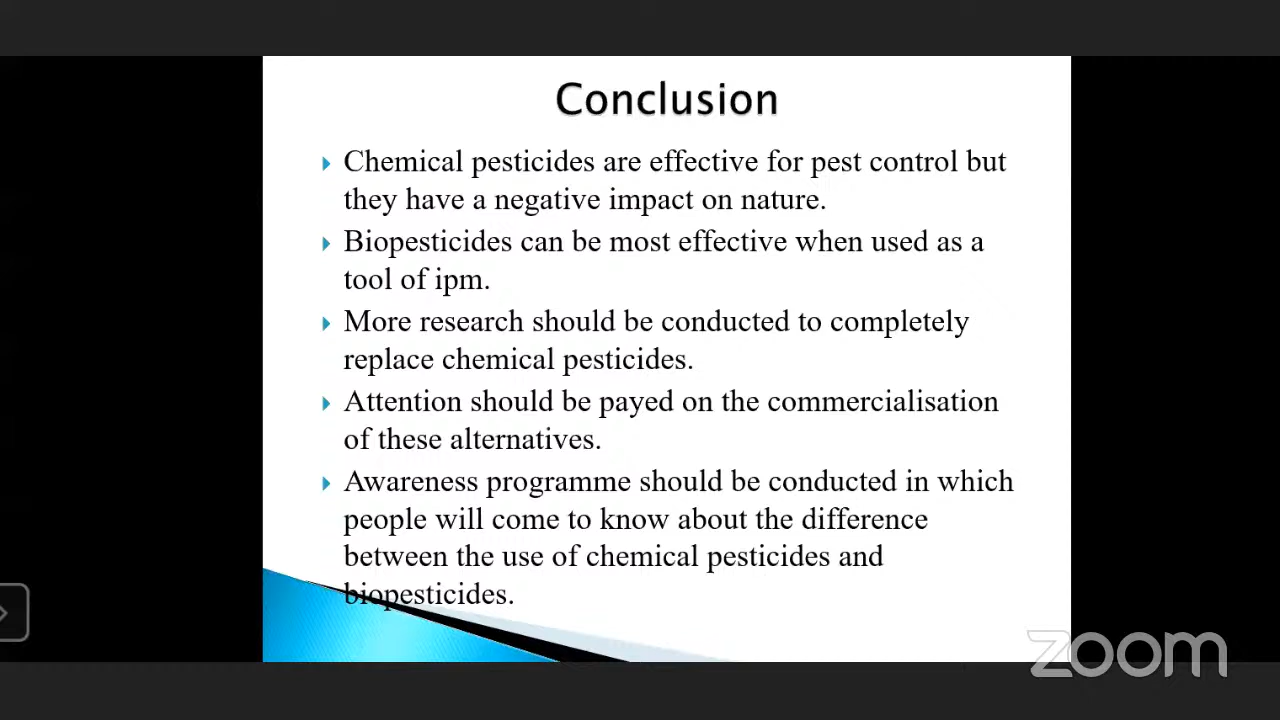 Conclusion
Chemical pesticides are effective for pest control but
they have a negative impact on nature.
Biopesticides can be most effective when used as a
tool of ipm.
More research should be conducted to completely
replace chemical pesticides.
Attention should be payed on the commercialisation
of these alternatives.
Awareness programme should be conducted in which
people will come to know about the difference
between the use of chemical pesticides and
biopesticides.
zoom